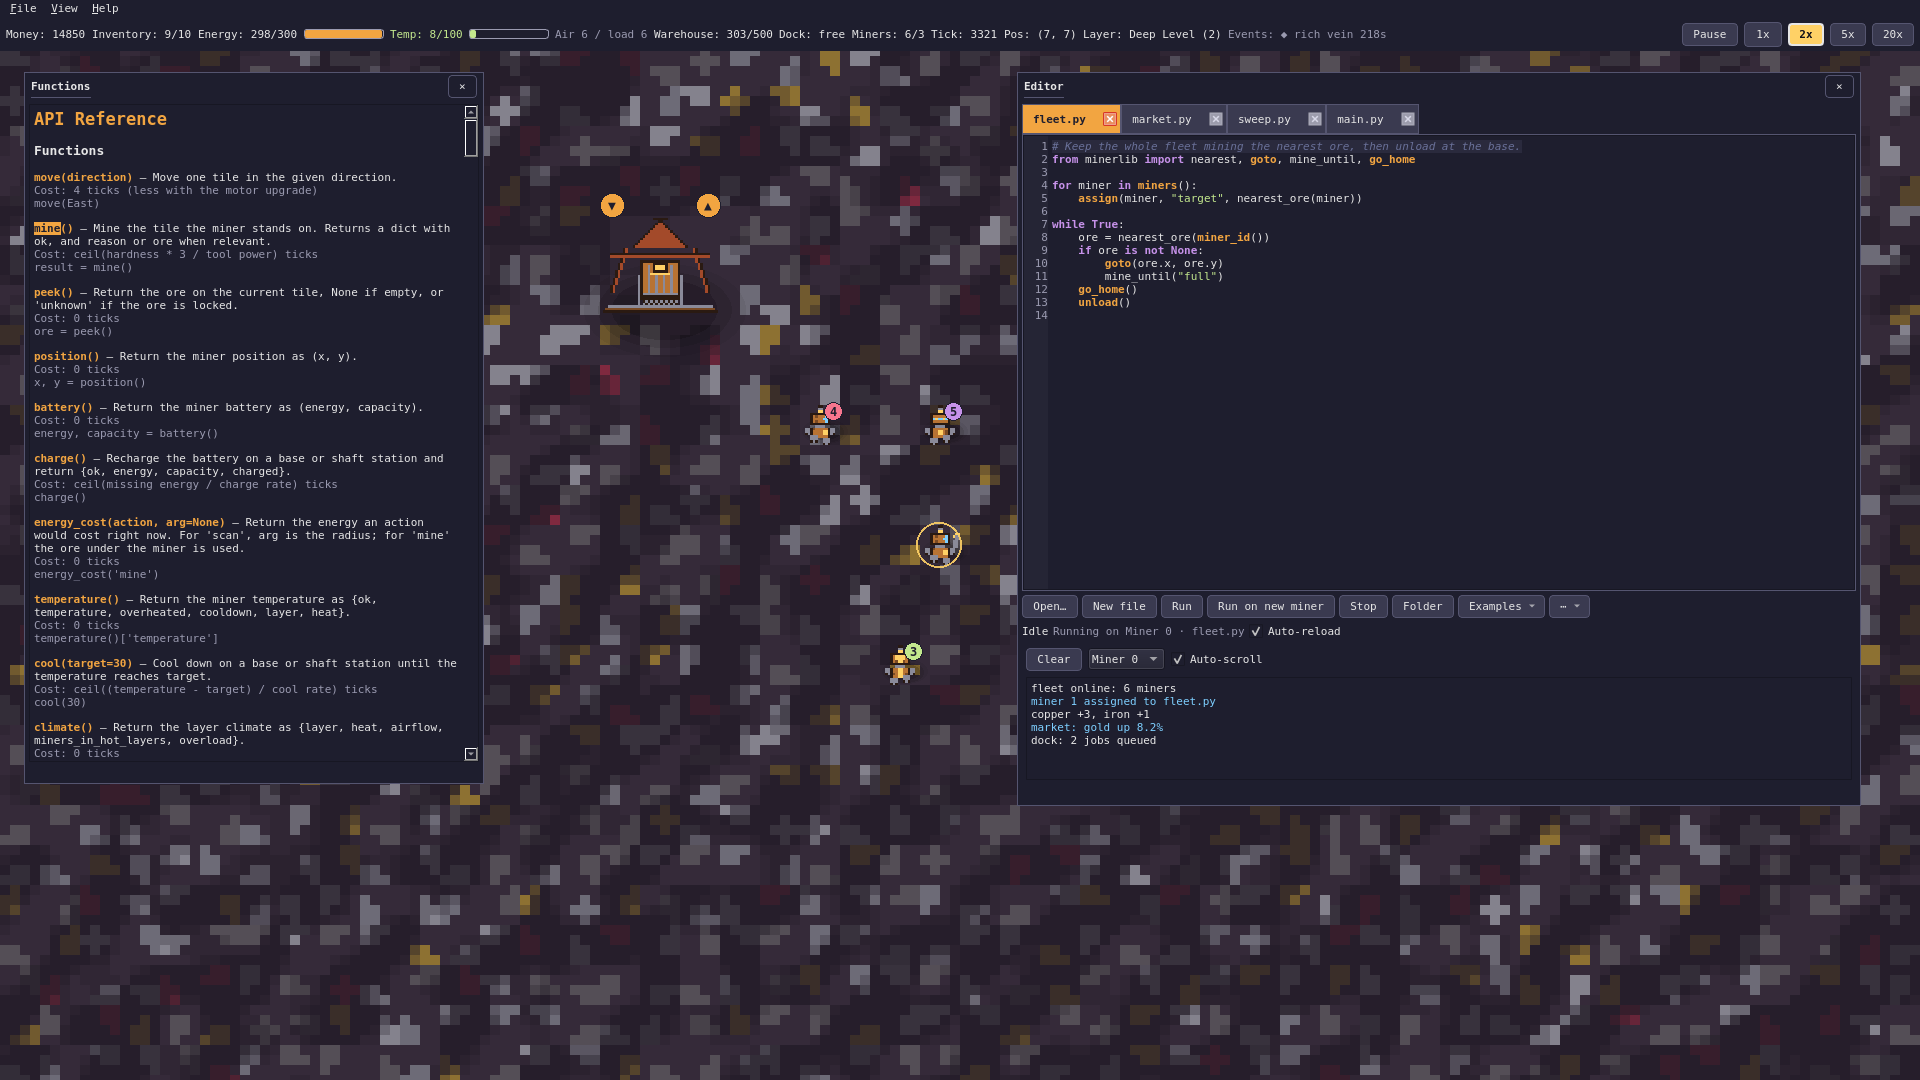 File View Help
Money: 14850 Inventory: 9/10 Energy: 298/300 Temp: 8/100 Air 6 / load 6 Warehouse: 303/500 Dock: free Miners: 6/3 Tick: 3321 Pos: (7, 7) Layer: Deep Level (2) Events: ◆ rich vein 218s
Pause 1x 2x 5x 20x
Functions ×
API Reference
Functions
move(direction) — Move one tile in the given direction.
Cost: 4 ticks (less with the motor upgrade)
move(East)
mine() — Mine the tile the miner stands on. Returns a dict with
ok, and reason or ore when relevant.
Cost: ceil(hardness * 3 / tool power) ticks
result = mine()
peek() — Return the ore on the current tile, None if empty, or
'unknown' if the ore is locked.
Cost: 0 ticks
ore = peek()
position() — Return the miner position as (x, y).
Cost: 0 ticks
x, y = position()
battery() — Return the miner battery as (energy, capacity).
Cost: 0 ticks
energy, capacity = battery()
charge() — Recharge the battery on a base or shaft station and
return {ok, energy, capacity, charged}.
Cost: ceil(missing energy / charge rate) ticks
charge()
energy_cost(action, arg=None) — Return the energy an action
would cost right now. For 'scan', arg is the radius; for 'mine'
the ore under the miner is used.
Cost: 0 ticks
energy_cost('mine')
temperature() — Return the miner temperature as {ok,
temperature, overheated, cooldown, layer, heat}.
Cost: 0 ticks
temperature()['temperature']
cool(target=30) — Cool down on a base or shaft station until the
temperature reaches target.
Cost: ceil((temperature - target) / cool rate) ticks
cool(30)
climate() — Return the layer climate as {layer, heat, airflow,
miners_in_hot_layers, overload}.
Cost: 0 ticks
▼ ▲
4
5
3
Editor ×
fleet.py market.py sweep.py main.py
1 # Keep the whole fleet mining the nearest ore, then unload at the base.
2 from minerlib import nearest, goto, mine_until, go_home
3
4 for miner in miners():
5 assign(miner, "target", nearest_ore(miner))
6
7 while True:
8 ore = nearest_ore(miner_id())
9 if ore is not None:
10 goto(ore.x, ore.y)
11 mine_until("full")
12 go_home()
13 unload()
14
Open… New file Run Run on new miner Stop Folder Examples ⋯
Idle Running on Miner 0 · fleet.py ✓ Auto-reload
Clear Miner 0 ✓ Auto-scroll
fleet online: 6 miners
miner 1 assigned to fleet.py
copper +3, iron +1
market: gold up 8.2%
dock: 2 jobs queued